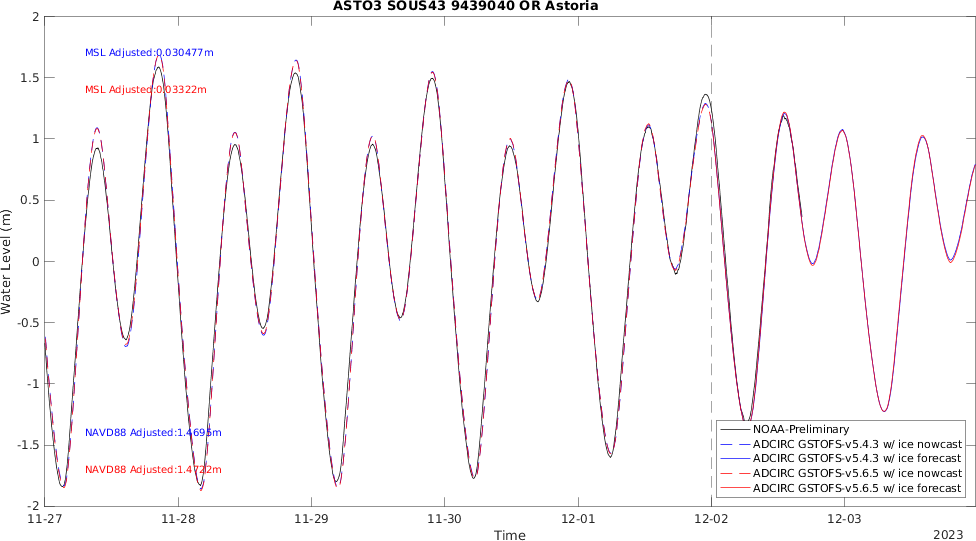 ASTO3 SOUS43 9439040 OR Astoria
2
1.5
1
0.5
0
-0.5
-1
-1.5
-2
Water Level (m)
MSL Adjusted:0.030477m
MSL Adjusted:0.03322m
NAVD88 Adjusted:1.4695m
NAVD88 Adjusted:1.4722m
NOAA-Preliminary
ADCIRC GSTOFS-v5.4.3 w/ ice nowcast
ADCIRC GSTOFS-v5.4.3 w/ ice forecast
ADCIRC GSTOFS-v5.6.5 w/ ice nowcast
ADCIRC GSTOFS-v5.6.5 w/ ice forecast
11-27 11-28 11-29 11-30 12-01 12-02 12-03
Time
2023